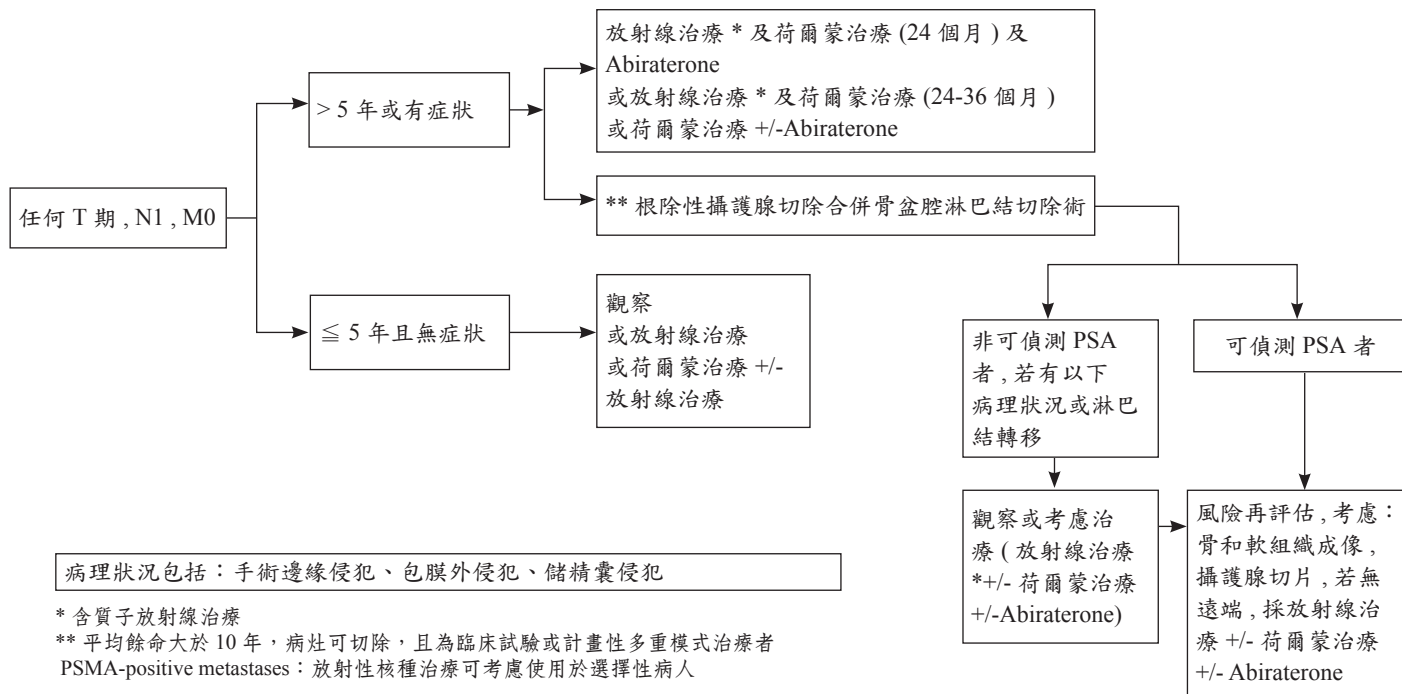 任何 T 期 , N1 , M0
> 5 年或有症狀
放射線治療 * 及荷爾蒙治療 (24 個月 ) 及
Abiraterone
或放射線治療 * 及荷爾蒙治療 (24-36 個月 )
或荷爾蒙治療 +/-Abiraterone
** 根除性攝護腺切除合併骨盆腔淋巴結切除術
≦ 5 年且無症狀
觀察
或放射線治療
或荷爾蒙治療 +/-
放射線治療
非可偵測 PSA
者 , 若有以下
病理狀況或淋巴
結轉移
可偵測 PSA 者
觀察或考慮治
療 ( 放射線治療
*+/- 荷爾蒙治療
+/-Abiraterone)
風險再評估 , 考慮：
骨和軟組織成像 ,
攝護腺切片 , 若無
遠端 , 採放射線治
療 +/- 荷爾蒙治療
+/- Abiraterone
病理狀況包括：手術邊緣侵犯、包膜外侵犯、儲精囊侵犯
* 含質子放射線治療
** 平均餘命大於 10 年，病灶可切除，且為臨床試驗或計畫性多重模式治療者
PSMA-positive metastases：放射性核種治療可考慮使用於選擇性病人